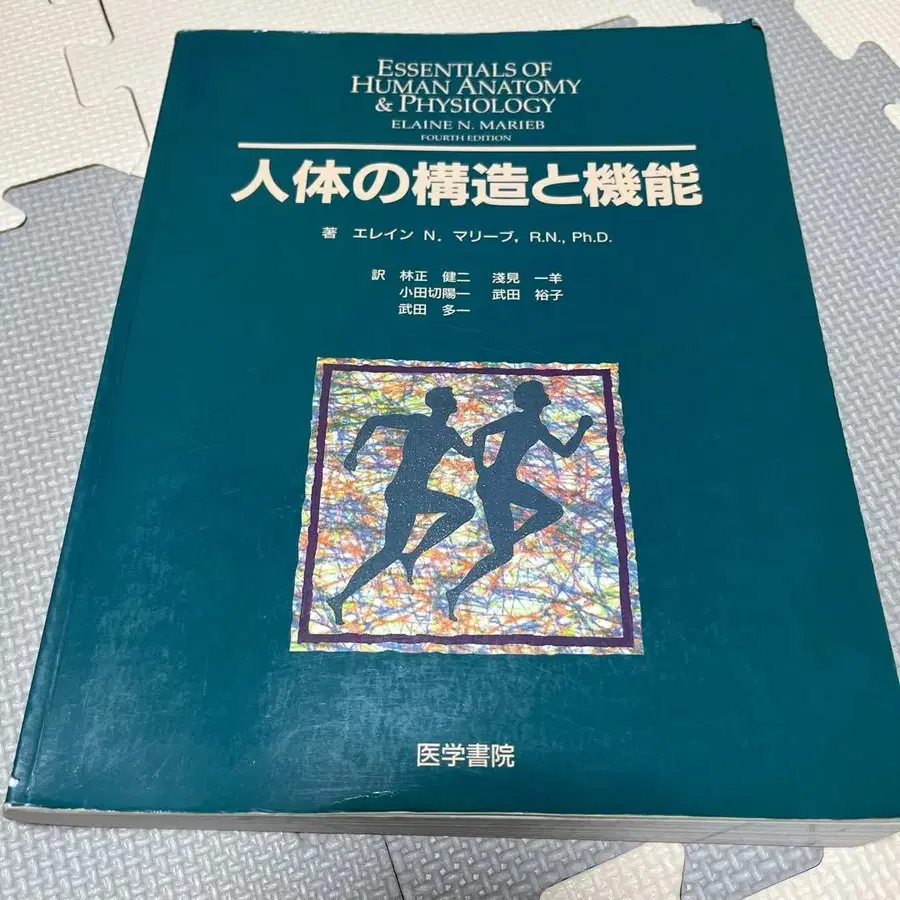 ESSENTIALS OF
HUMAN ANATOMY
& PHYSIOLOGY
ELAINE N. MARIEB
FOURTH EDITION
人体の構造と機能
著 エレイン N. マリーブ, R.N., Ph.D.
訳 林正 健二 淺見 一羊
小田切陽一 武田 裕子
武田 多一
医学書院